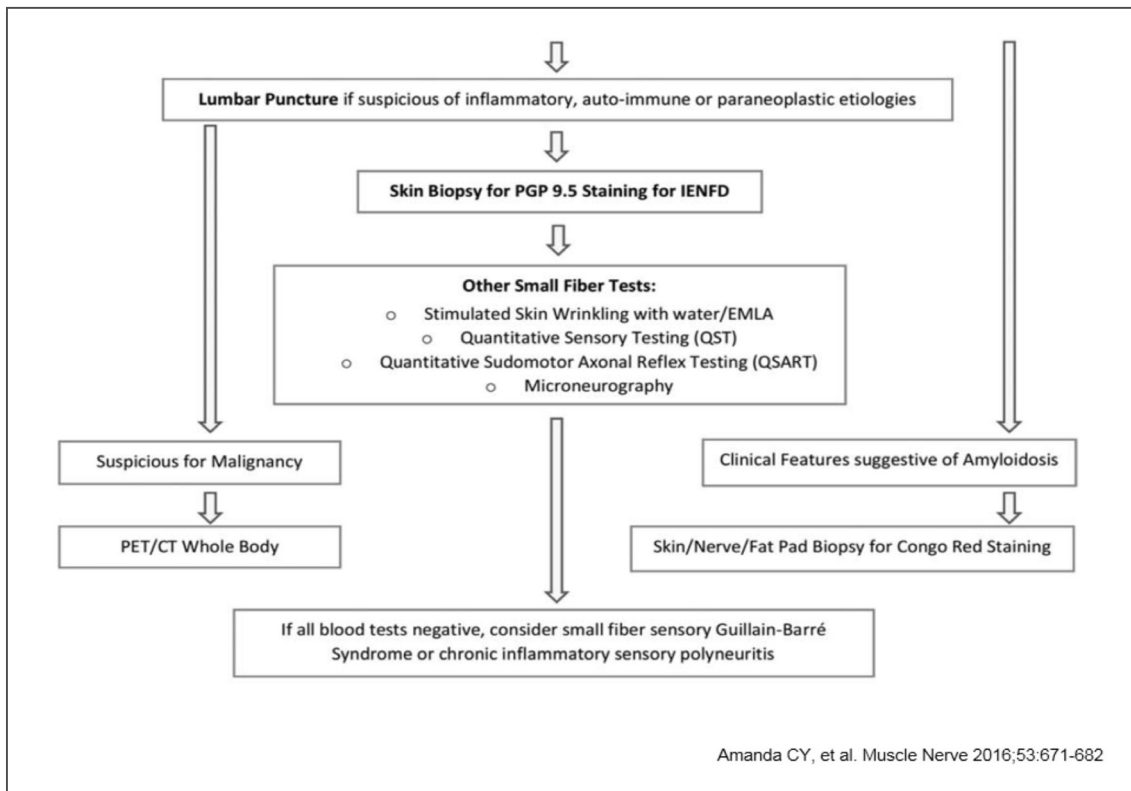 Lumbar Puncture if suspicious of inflammatory, auto-immune or paraneoplastic etiologies
Skin Biopsy for PGP 9.5 Staining for IENFD
Other Small Fiber Tests:
o Stimulated Skin Wrinkling with water/EMLA
o Quantitative Sensory Testing (QST)
o Quantitative Sudomotor Axonal Reflex Testing (QSART)
o Microneurography
Suspicious for Malignancy
Clinical Features suggestive of Amyloidosis
PET/CT Whole Body
Skin/Nerve/Fat Pad Biopsy for Congo Red Staining
If all blood tests negative, consider small fiber sensory Guillain-Barré
Syndrome or chronic inflammatory sensory polyneuritis
Amanda CY, et al. Muscle Nerve 2016;53:671-682